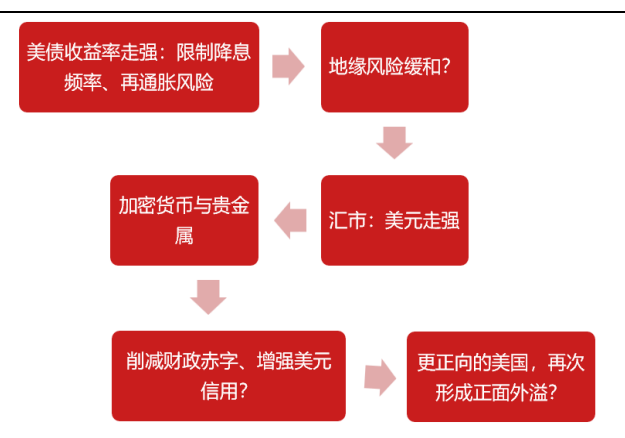 美债收益率走强：限制降息
频率、再通胀风险
地缘风险缓和？
汇市：美元走强
加密货币与贵金
属
削减财政赤字、增强美元
信用？
更正向的美国，再次
形成正面外溢？